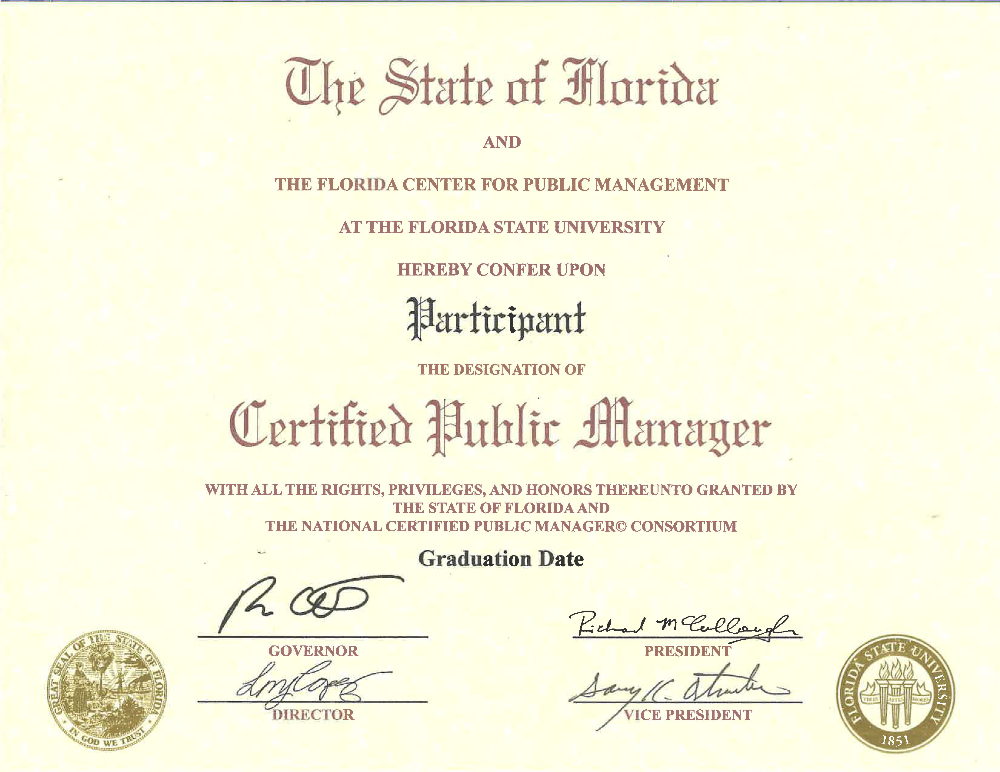 The State of Florida
AND
THE FLORIDA CENTER FOR PUBLIC MANAGEMENT
AT THE FLORIDA STATE UNIVERSITY
HEREBY CONFER UPON
Participant
THE DESIGNATION OF
Certified Public Manager
WITH ALL THE RIGHTS, PRIVILEGES, AND HONORS THEREUNTO GRANTED BY
THE STATE OF FLORIDA AND
THE NATIONAL CERTIFIED PUBLIC MANAGER© CONSORTIUM
Graduation Date
Richard McCullough
GOVERNOR
PRESIDENT
DIRECTOR
VICE PRESIDENT
GREAT SEAL OF THE STATE OF FLORIDA
IN GOD WE TRUST
FLORIDA STATE UNIVERSITY
VIRES ARTES MORES
1851